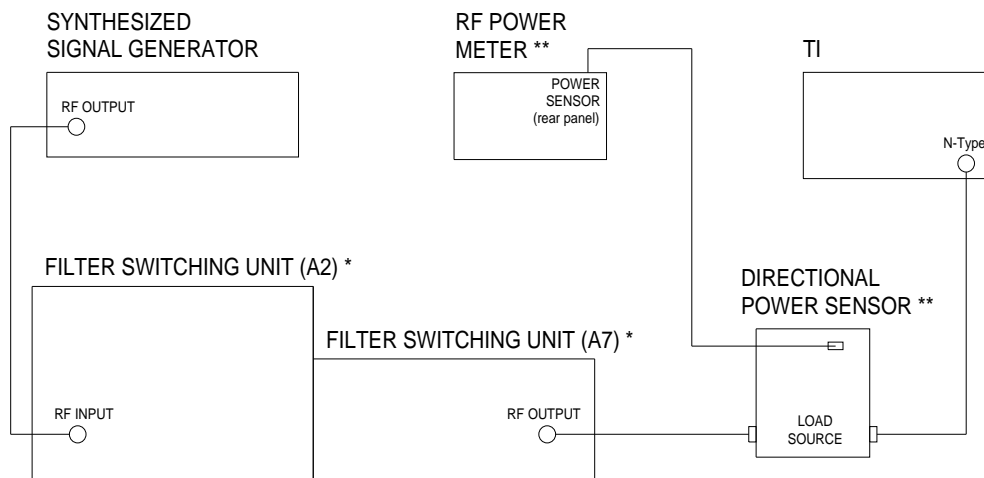 SYNTHESIZED
SIGNAL GENERATOR
RF OUTPUT
RF POWER
METER **
POWER
SENSOR
(rear panel)
TI
N-Type
FILTER SWITCHING UNIT (A2) *
RF INPUT
FILTER SWITCHING UNIT (A7) *
RF OUTPUT
DIRECTIONAL
POWER SENSOR **
LOAD
SOURCE